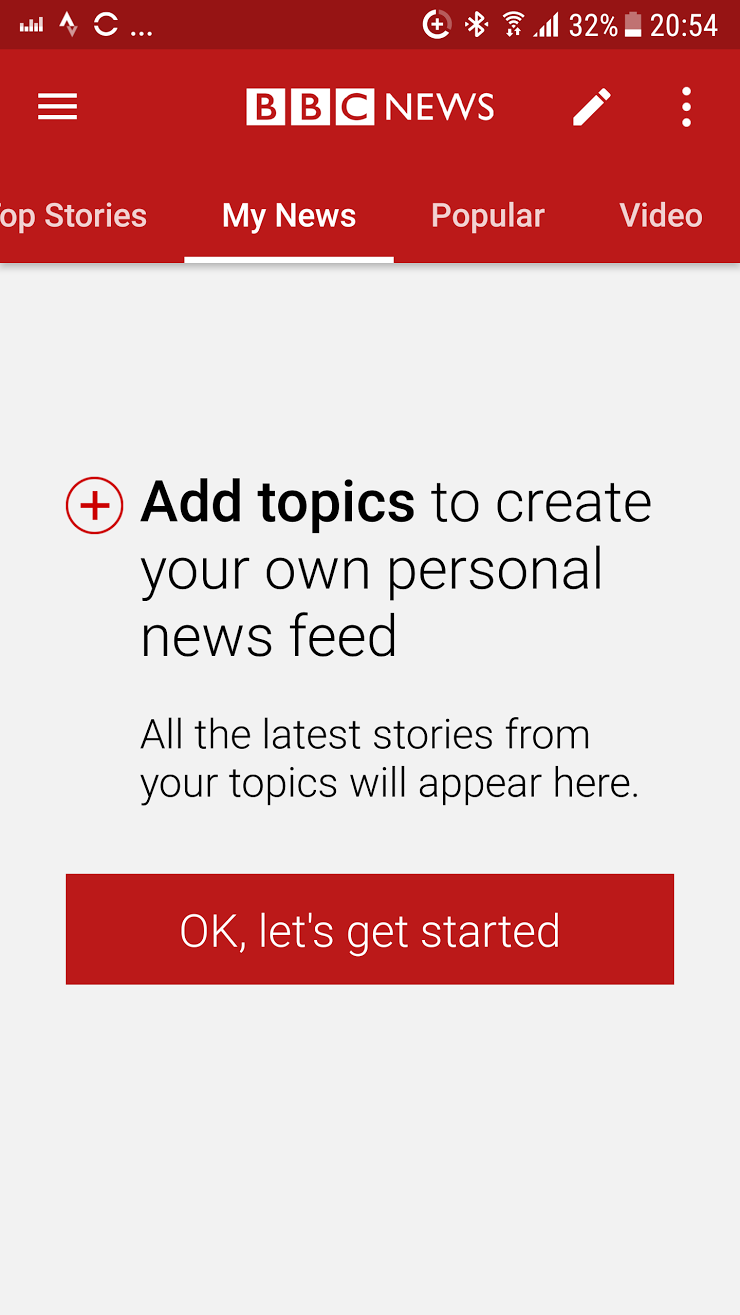 ... 32% 20:54
BBC NEWS
op Stories My News Popular Video
Add topics to create
your own personal
news feed
All the latest stories from
your topics will appear here.
OK, let's get started